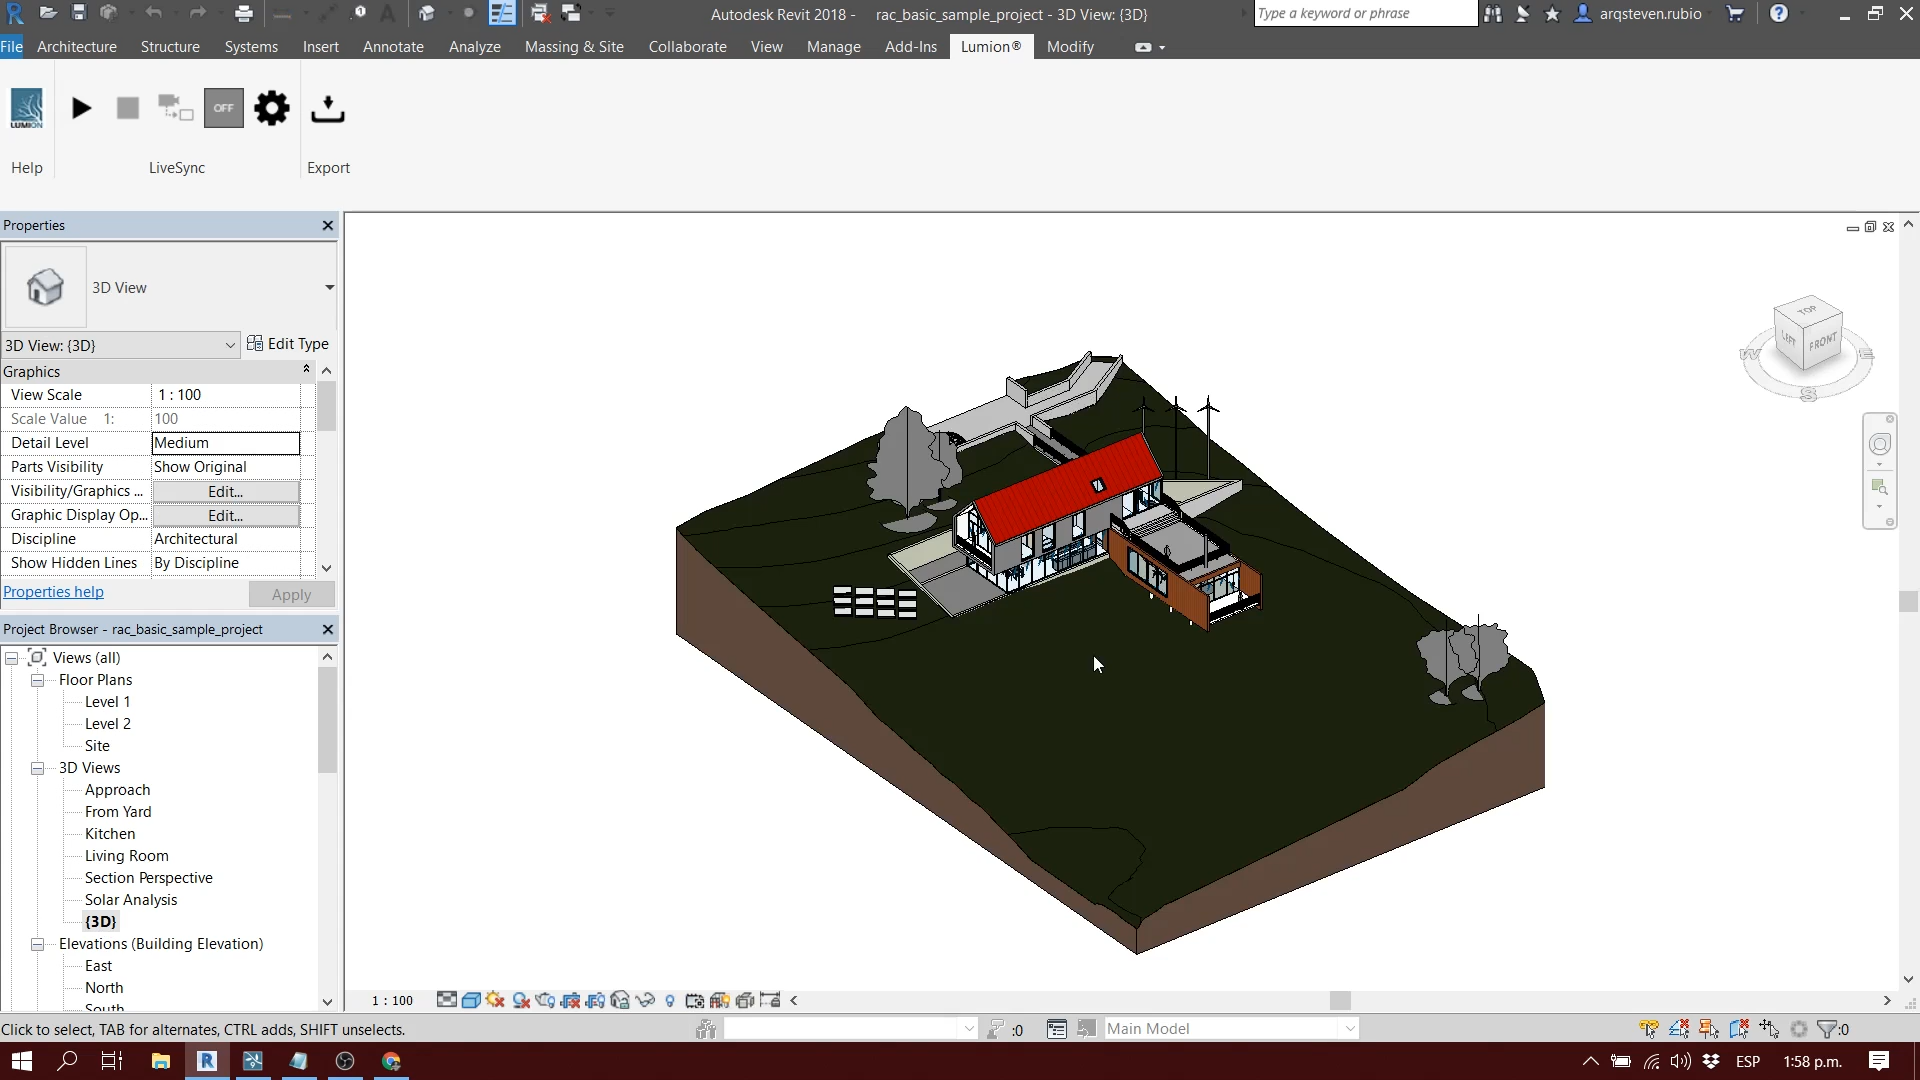 Autodesk Revit 2018 - rac_basic_sample_project - 3D View: {3D}
Type a keyword or phrase
arqsteven.rubio
File Architecture Structure Systems Insert Annotate Analyze Massing & Site Collaborate View Manage Add-Ins Lumion® Modify
LUMION
OFF
Help LiveSync Export
Properties
3D View
3D View: {3D} Edit Type
Graphics
View Scale 1 : 100
Scale Value 1: 100
Detail Level Medium
Parts Visibility Show Original
Visibility/Graphics ... Edit...
Graphic Display Op... Edit...
Discipline Architectural
Show Hidden Lines By Discipline
Properties help Apply
Project Browser - rac_basic_sample_project
Views (all)
Floor Plans
Level 1
Level 2
Site
3D Views
Approach
From Yard
Kitchen
Living Room
Section Perspective
Solar Analysis
{3D}
Elevations (Building Elevation)
East
North
South
TOP
LEFT FRONT
W E
S
1 : 100
Click to select, TAB for alternates, CTRL adds, SHIFT unselects.
:0
Main Model
:0
ESP 1:58 p.m.